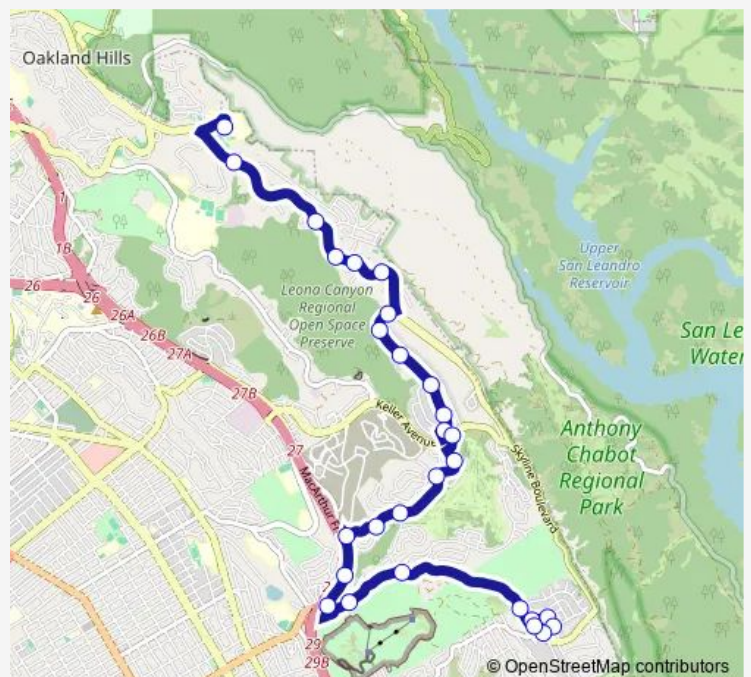 Oakland Hills
1
1B
26
26
26A
26B
27A
27B
27
29
29B
Leona Canyon
Regional
Open Space
Preserve
Keller Avenue
MacArthur Fr
Skyline Boulevard
Upper
San Leandro
Reservoir
San Le
Water
Anthony
Chabot
Regional
Park
© OpenStreetMap contributors